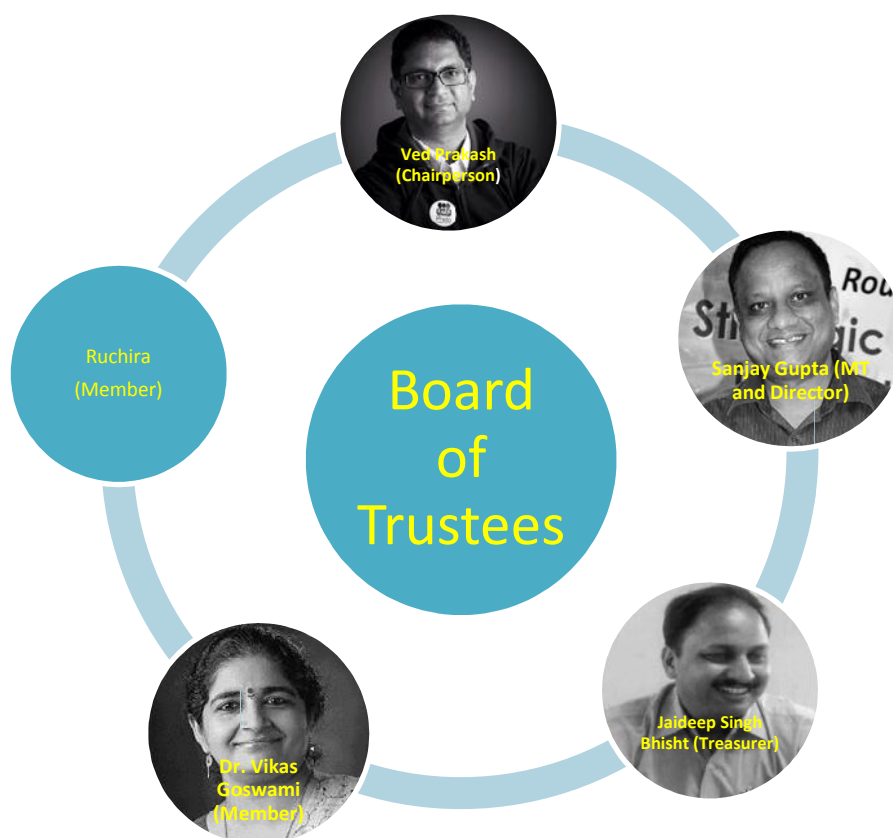 Ved Prakash
(Chairperson)
Rou
Sanjay Gupta (MT
and Director)
Ruchira
(Member)
Board
of
Trustees
Jaideep Singh
Bhisht (Treasurer)
Dr. Vikas
Goswami
(Member)